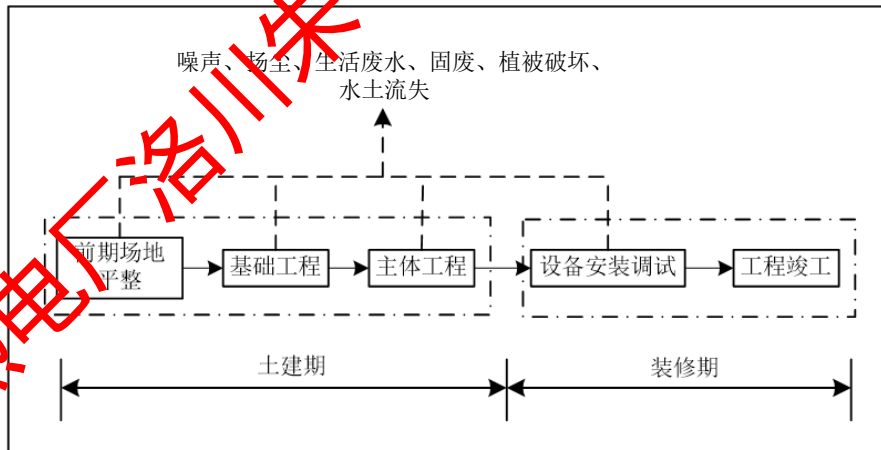 噪声、扬尘、生活废水、固废、植被破坏、
水土流失
前期场地
平整
基础工程
主体工程
设备安装调试
工程竣工
土建期
装修期
电厂洛川朱